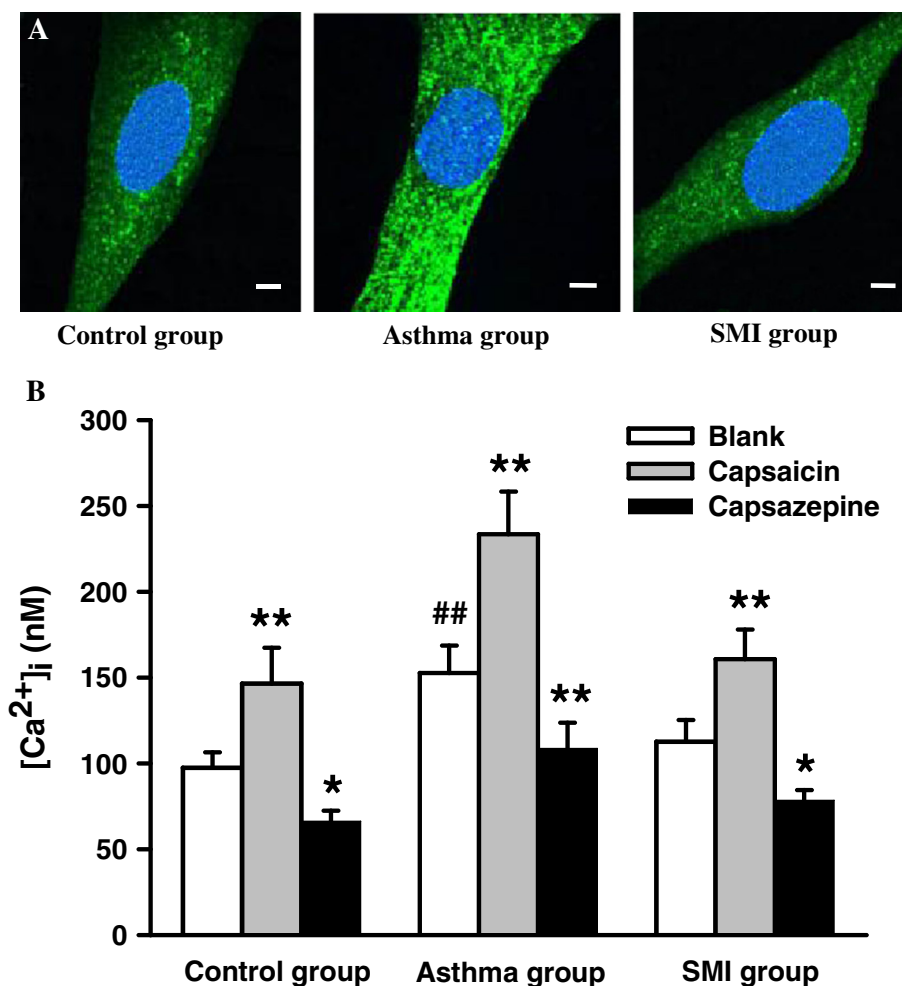 A
Control group
Asthma group
SMI group
B
300
250
200
150
100
50
0
[Ca2+]i (nM)
Blank
Capsaicin
Capsazepine
**
*
##
**
**
**
*
Control group
Asthma group
SMI group